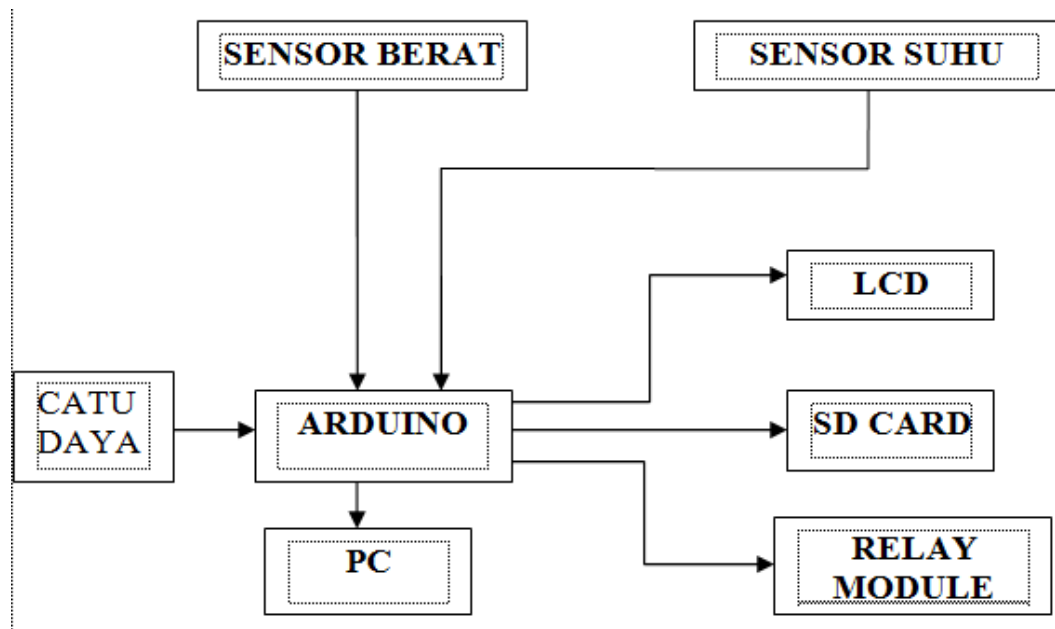 SENSOR BERAT
SENSOR SUHU
LCD
CATU
DAYA
ARDUINO
SD CARD
PC
RELAY
MODULE